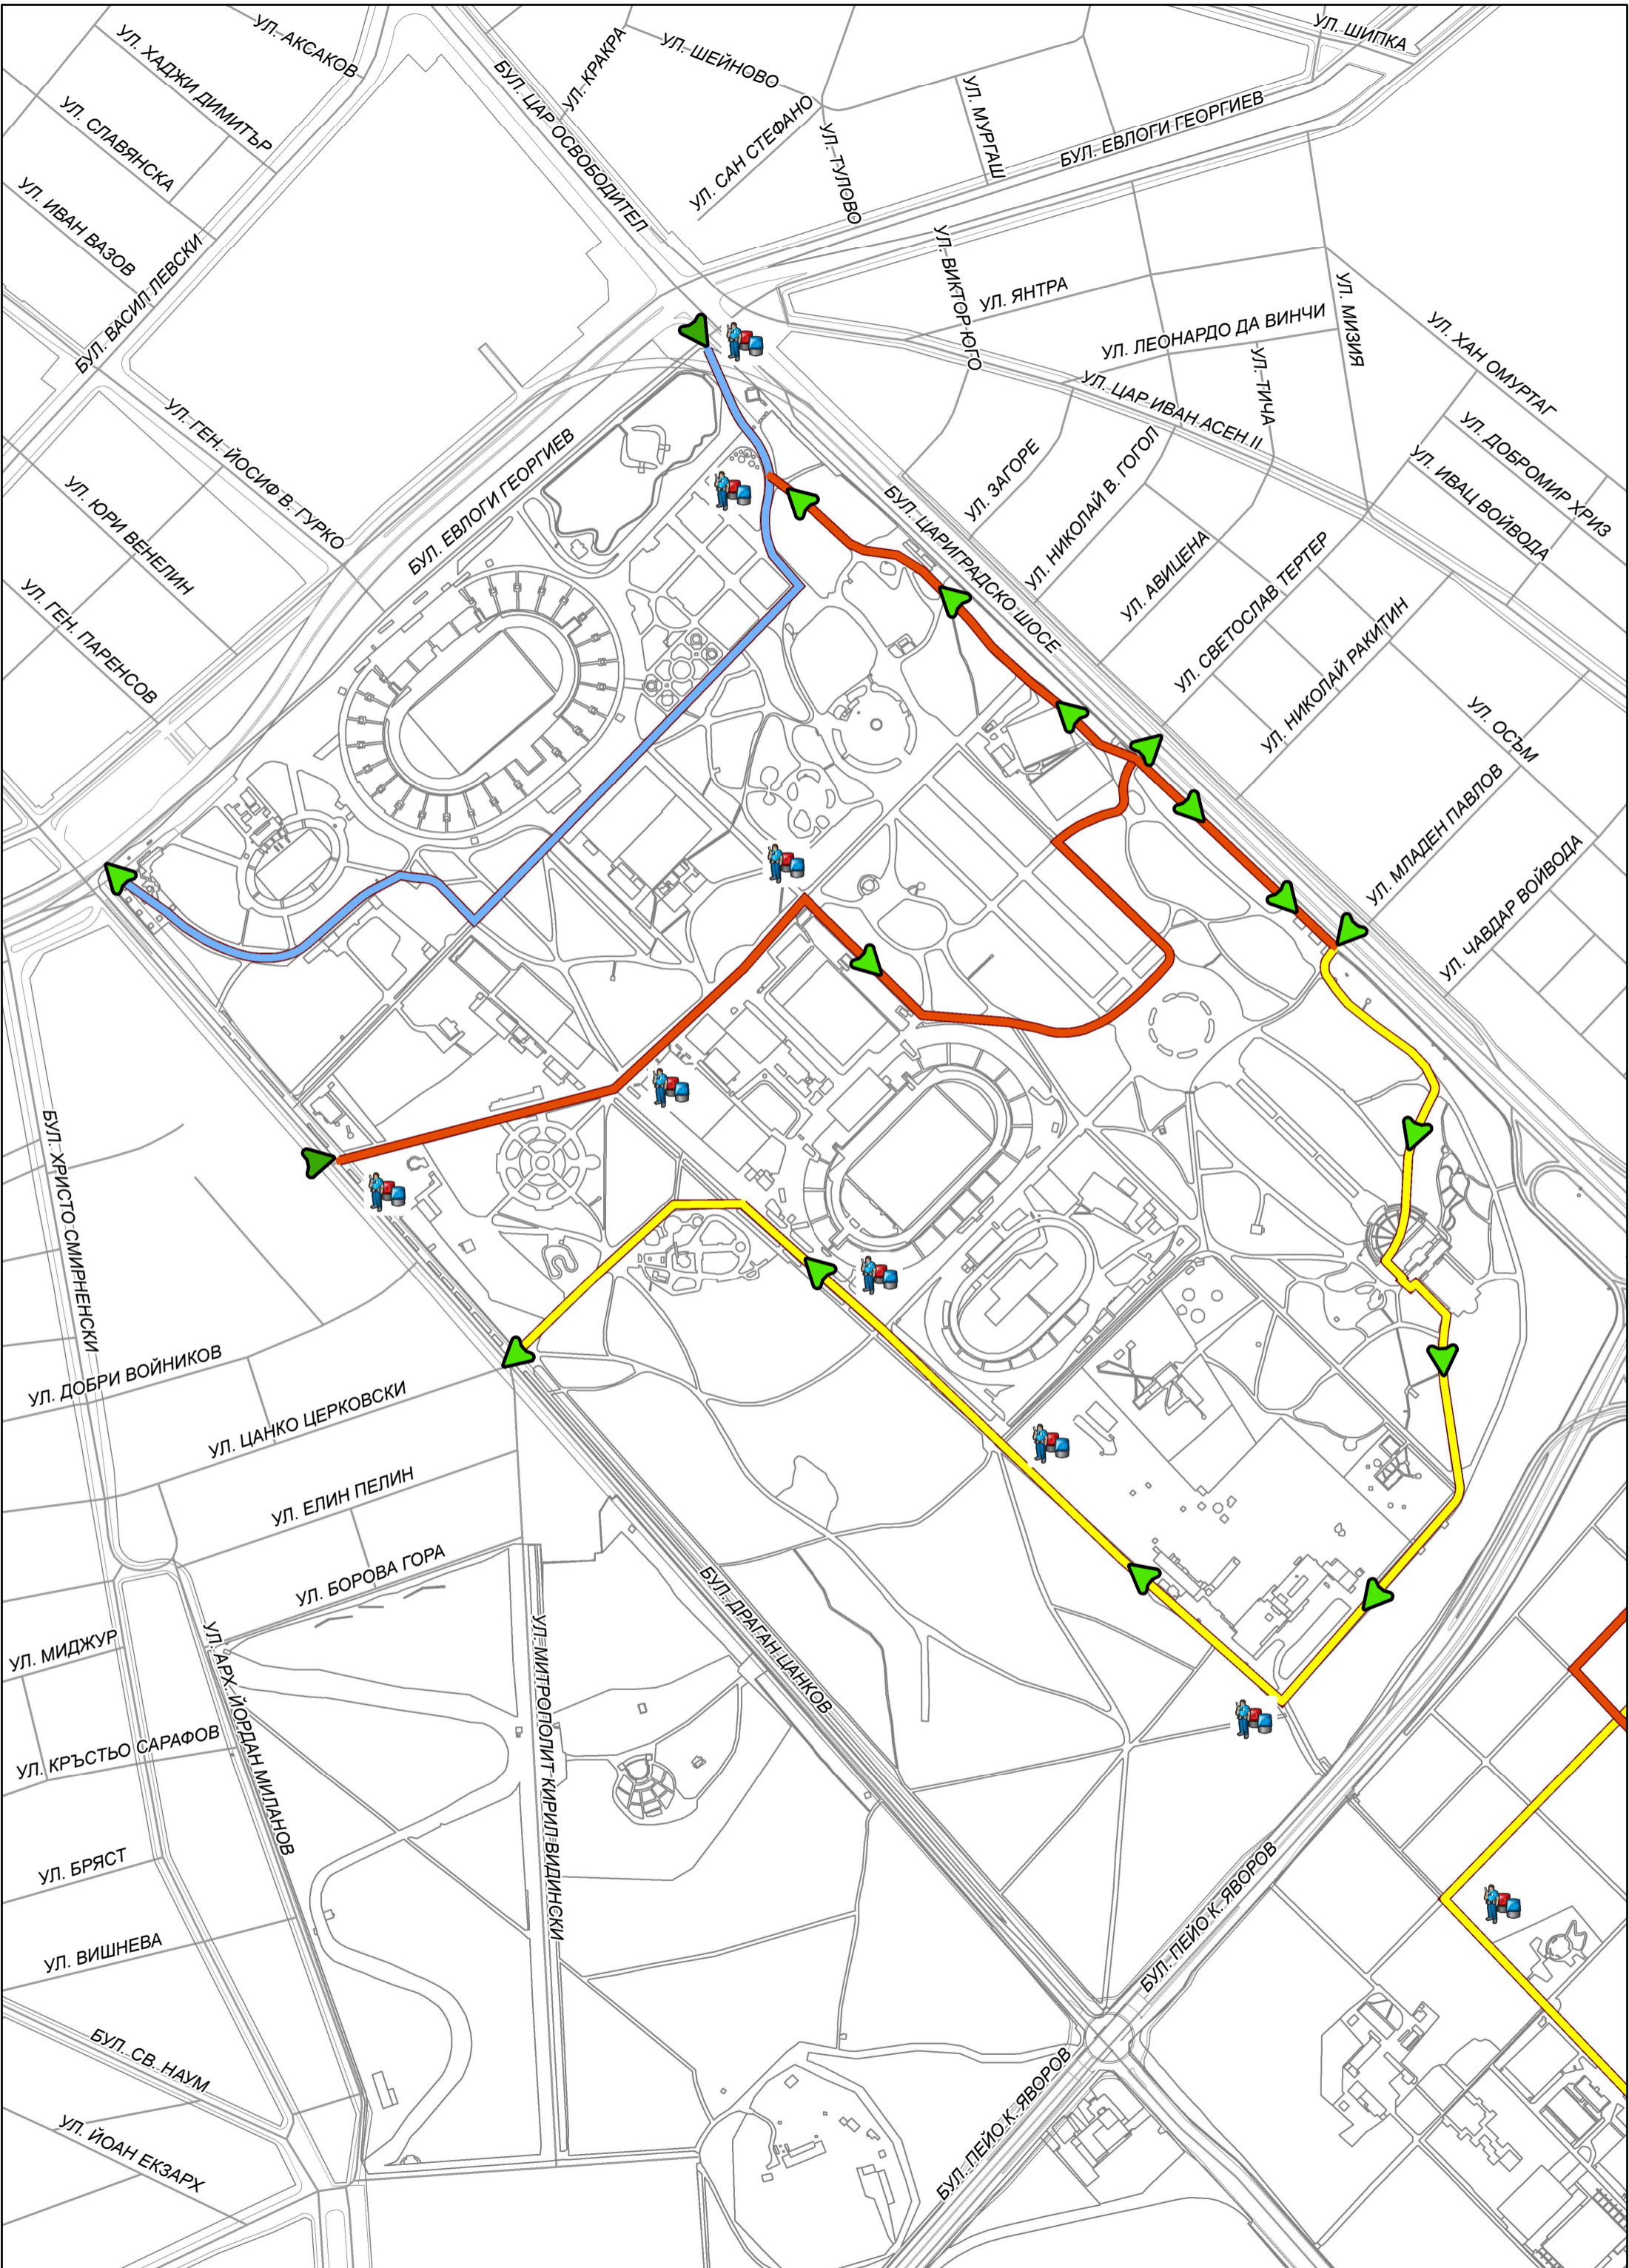 УЛ. АКСАКОВ
УЛ. ХАДЖИ ДИМИТЪР
УЛ. СЛАВЯНСКА
УЛ. ИВАН ВАЗОВ
БУЛ. ВАСИЛ ЛЕВСКИ
БУЛ. ЦАР ОСВОБОДИТЕЛ
УЛ. КРАКРА
УЛ. ШЕЙНОВО
УЛ. САН СТЕФАНО
УЛ. ТУЛОВО
УЛ. МУРГАШ
УЛ. ШИПКА
БУЛ. ЕВЛОГИ ГЕОРГИЕВ
УЛ. ВИКТОР ЮГО
УЛ. ЯНТРА
УЛ. ЛЕОНАРДО ДА ВИНЧИ
УЛ. МИЗИЯ
УЛ. ТИЧА
УЛ. ЦАР ИВАН АСЕН II
УЛ. ХАН ОМУРТАГ
УЛ. ДОБРОМИР ХРИЗ
УЛ. ИВАЦ ВОЙВОДА
УЛ. ГЕН. ЙОСИФ В. ГУРКО
БУЛ. ЕВЛОГИ ГЕОРГИЕВ
УЛ. ЮРИ ВЕНЕЛИН
УЛ. ГЕН. ПАРЕНСОВ
УЛ. ЗАГОРЕ
УЛ. НИКОЛАЙ В. ГОГОЛ
БУЛ. ЦАРИГРАДСКО ШОСЕ
УЛ. АВИЦЕНА
УЛ. СВЕТОСЛАВ ТЕРТЕР
УЛ. НИКОЛАЙ РАКИТИН
УЛ. ОСЪМ
УЛ. МЛАДЕН ПАВЛОВ
УЛ. ЧАВДАР ВОЙВОДА
БУЛ. ХРИСТО СМИРНЕНСКИ
УЛ. ДОБРИ ВОЙНИКОВ
УЛ. ЦАНКО ЦЕРКОВСКИ
УЛ. ЕЛИН ПЕЛИН
УЛ. БОРОВА ГОРА
УЛ. МИДЖУР
УЛ. АРХ. ЙОРДАН МИЛАНОВ
УЛ. МИТРОПОЛИТ КИРИЛ ВИДИНСКИ
БУЛ. ДРАГАН ЦАНКОВ
УЛ. КРЪСТЬО САРАФОВ
УЛ. БРЯСТ
УЛ. ВИШНЕВА
БУЛ. ПЕЙО К. ЯВОРОВ
БУЛ. СВ. НАУМ
БУЛ. ПЕЙО К. ЯВОРОВ
УЛ. ЙОАН ЕКЗАРХ